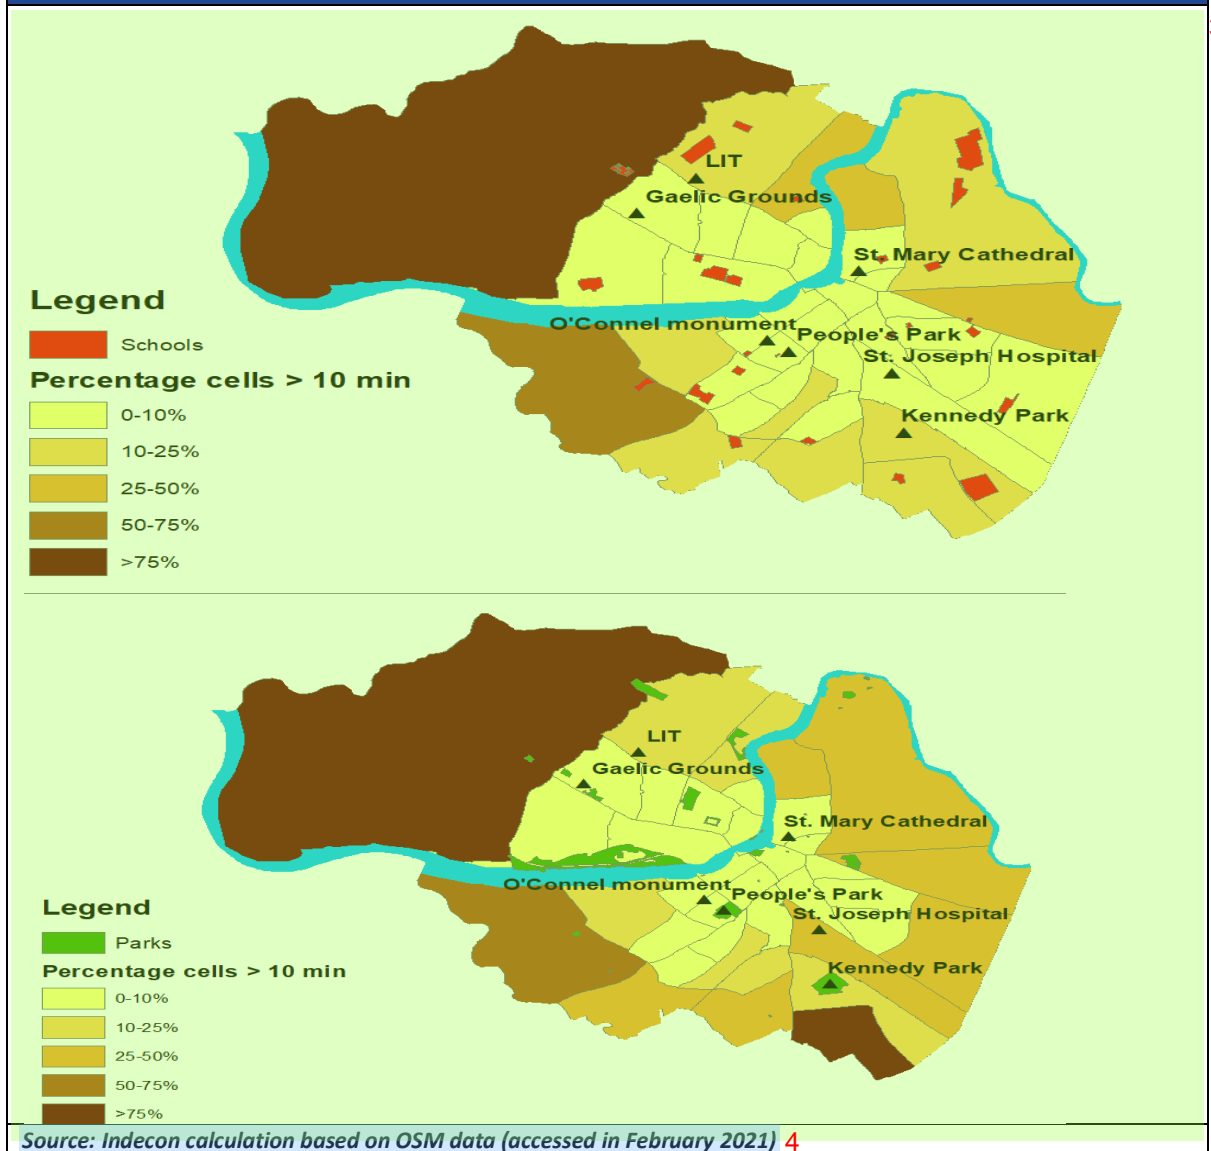 LIT
Gaelic Grounds
St. Mary Cathedral
O'Connel monument
People's Park
St. Joseph Hospital
Kennedy Park
Legend
Schools
Percentage cells > 10 min
0-10%
10-25%
25-50%
50-75%
>75%
LIT
Gaelic Grounds
St. Mary Cathedral
O'Connel monument
People's Park
St. Joseph Hospital
Kennedy Park
Legend
Parks
Percentage cells > 10 min
0-10%
10-25%
25-50%
50-75%
>75%
Source: Indecon calculation based on OSM data (accessed in February 2021) 4